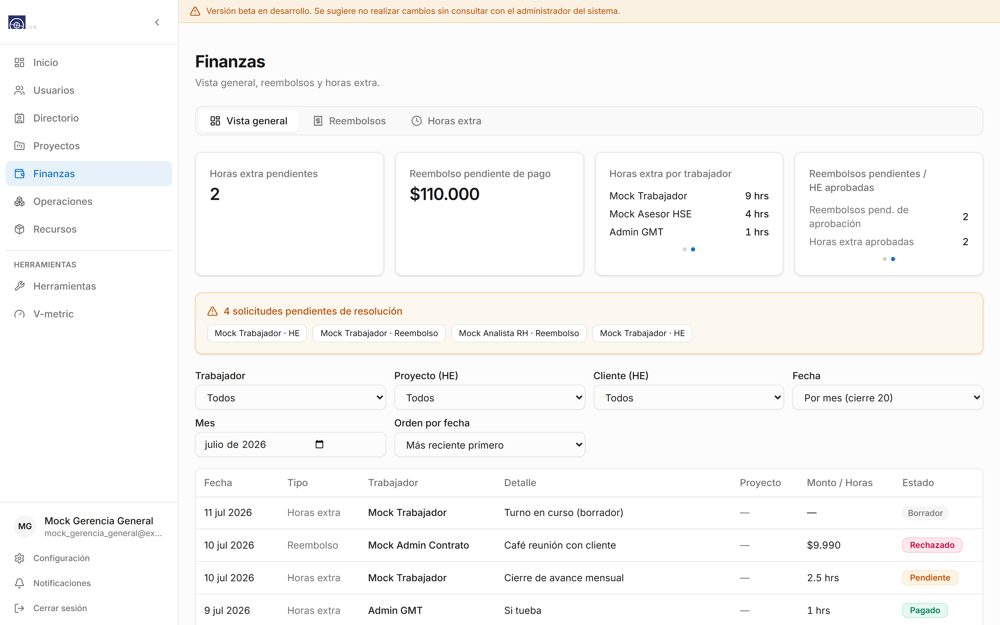 Versión beta en desarrollo. Se sugiere no realizar cambios sin consultar con el administrador del sistema.
Link
Inicio
Usuarios
Directorio
Proyectos
Finanzas
Operaciones
Recursos
HERRAMIENTAS
Herramientas
V-metric
MG
Mock Gerencia General
mock_gerencia_general@ex...
Configuración
Notificaciones
Cerrar sesión
Finanzas
Vista general, reembolsos y horas extra.
Vista general
Reembolsos
Horas extra
Horas extra pendientes
2
Reembolso pendiente de pago
$110.000
Horas extra por trabajador
Mock Trabajador 9 hrs
Mock Asesor HSE 4 hrs
Admin GMT 1 hrs
Reembolsos pendientes /
HE aprobadas
Reembolsos pend. de
aprobación 2
Horas extra aprobadas 2
4 solicitudes pendientes de resolución
Mock Trabajador · HE
Mock Trabajador · Reembolso
Mock Analista RH · Reembolso
Mock Trabajador · HE
Trabajador
Todos
Proyecto (HE)
Todos
Cliente (HE)
Todos
Fecha
Por mes (cierre 20)
Mes
julio de 2026
Orden por fecha
Más reciente primero
Fecha Tipo Trabajador Detalle Proyecto Monto / Horas Estado
11 jul 2026 Horas extra Mock Trabajador Turno en curso (borrador) — — Borrador
10 jul 2026 Reembolso Mock Admin Contrato Café reunión con cliente — $9.990 Rechazado
10 jul 2026 Horas extra Mock Trabajador Cierre de avance mensual — 2.5 hrs Pendiente
9 jul 2026 Horas extra Admin GMT Si tueba — 1 hrs Pagado